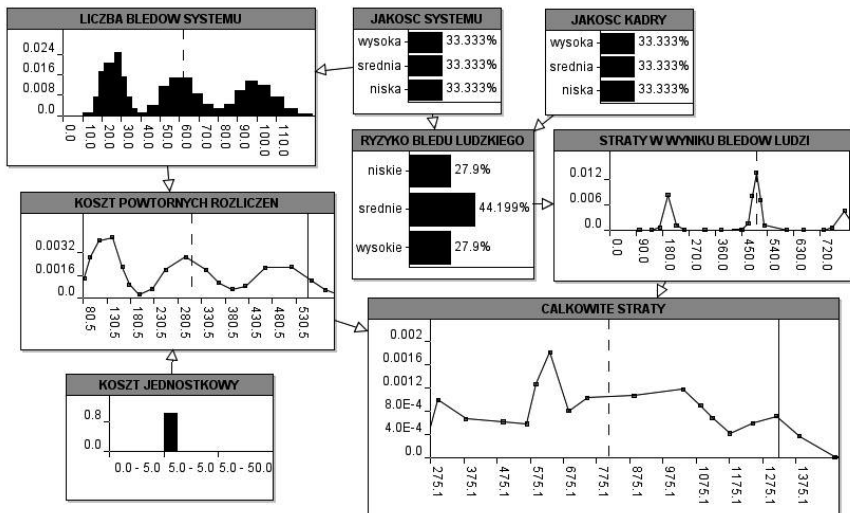 LICZBA BLEDOW SYSTEMU
0.024
0.016
0.008
0.0
0.0
10.0
20.0
30.0
40.0
50.0
60.0
70.0
80.0
90.0
100.0
110.0
JAKOSC SYSTEMU
wysoka 33.333%
srednia 33.333%
niska 33.333%
JAKOSC KADRY
wysoka 33.333%
srednia 33.333%
niska 33.333%
RYZYKO BLEDU LUDZKIEGO
niskie 27.9%
srednie 44.199%
wysokie 27.9%
STRATY W WYNIKU BLEDOW LUDZI
0.012
0.006
0.0
0.0
90.0
180.0
270.0
360.0
450.0
540.0
630.0
720.0
KOSZT POWTORNYCH ROZLICZEN
0.0032
0.0016
0.0
80.5
130.5
180.5
230.5
280.5
330.5
380.5
430.5
480.5
530.5
CALKOWITE STRATY
0.002
0.0016
0.0012
8.0E-4
4.0E-4
0.0
275.1
375.1
475.1
575.1
675.1
775.1
875.1
975.1
1075.1
1175.1
1275.1
1375.1
KOSZT JEDNOSTKOWY
0.8
0.0
0.0 - 5.0 5.0 - 5.0 5.0 - 50.0